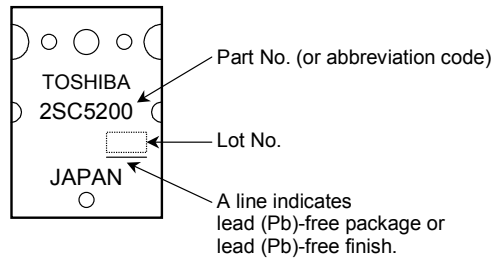 TOSHIBA
2SC5200
JAPAN
Part No. (or abbreviation code)
Lot No.
A line indicates
lead (Pb)-free package or
lead (Pb)-free finish.